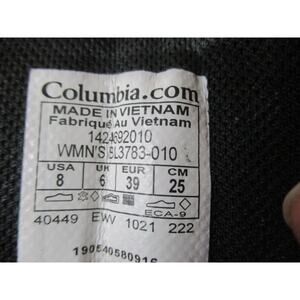 Columbia.com
MADE IN VIETNAM
Fabriqué Au Vietnam
1424692010
WMN'S BL3783-010
USA UK EUR CM
8 6 39 25
ECA-9
40449 EWV 1021 222
190540580916